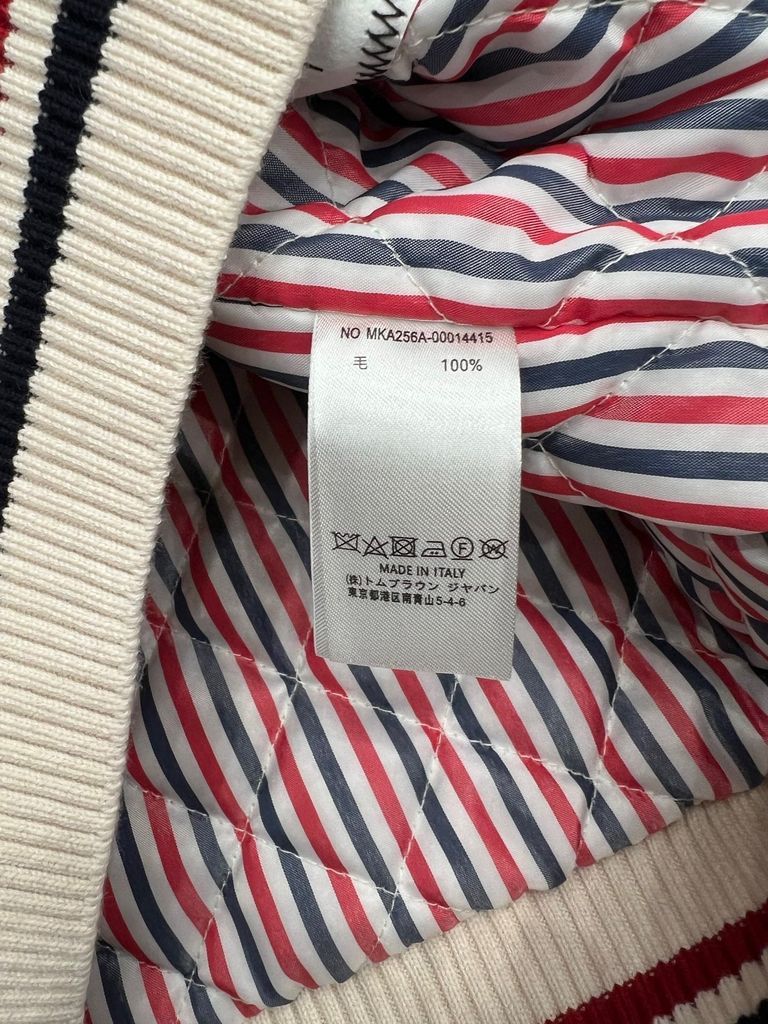 NO MKA256A-00014415
毛 100%
F W
MADE IN ITALY
(株)トムブラウン ジャパン
東京都港区南青山5-4-6